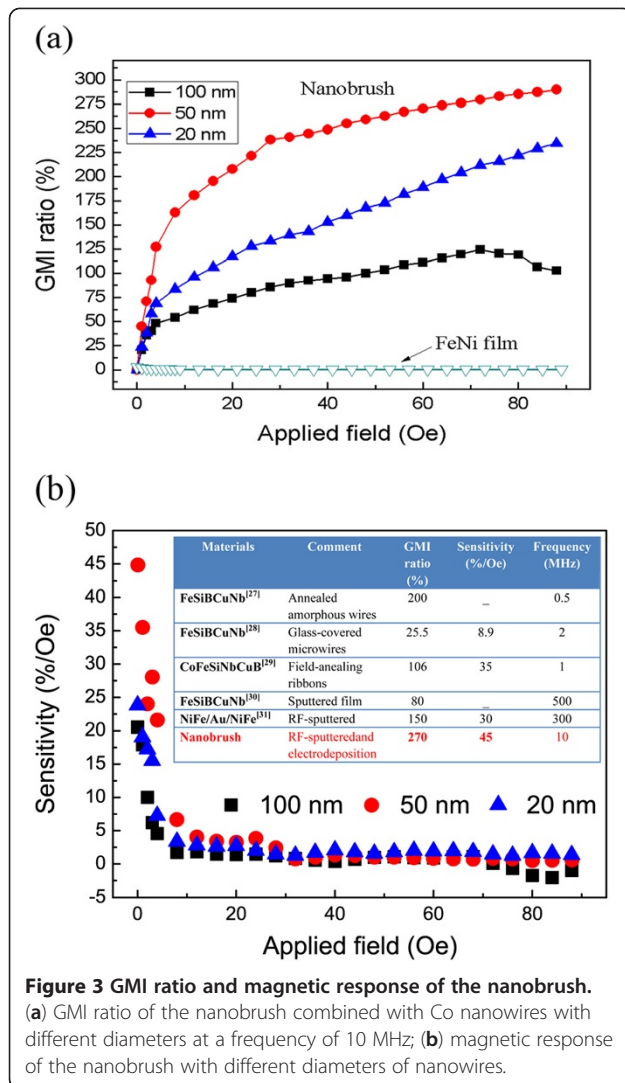 (a)
300
275
250
225
200
175
150
125
100
75
50
25
0
GMI ratio (%)
100 nm
50 nm
20 nm
Nanobrush
FeNi film
0 20 40 60 80
Applied field (Oe)
(b)
50
45
40
35
30
25
20
15
10
5
0
-5
Sensitivity (%/Oe)
Materials Comment GMI ratio (%) Sensitivity (%/Oe) Frequency (MHz)
FeSiBCuNb[27] Annealed amorphous wires 200 _ 0.5
FeSiBCuNb[28] Glass-covered microwires 25.5 8.9 2
CoFeSiNbCuB[29] Field-anealing ribbons 106 35 1
FeSiBCuNb[30] Sputtered film 80 _ 500
NiFe/Au/NiFe[31] RF-sputtered 150 30 300
Nanobrush RF-sputteredand electrodeposition 270 45 10
100 nm 50 nm 20 nm
0 20 40 60 80
Applied field (Oe)
Figure 3 GMI ratio and magnetic response of the nanobrush.
(a) GMI ratio of the nanobrush combined with Co nanowires with
different diameters at a frequency of 10 MHz; (b) magnetic response
of the nanobrush with different diameters of nanowires.